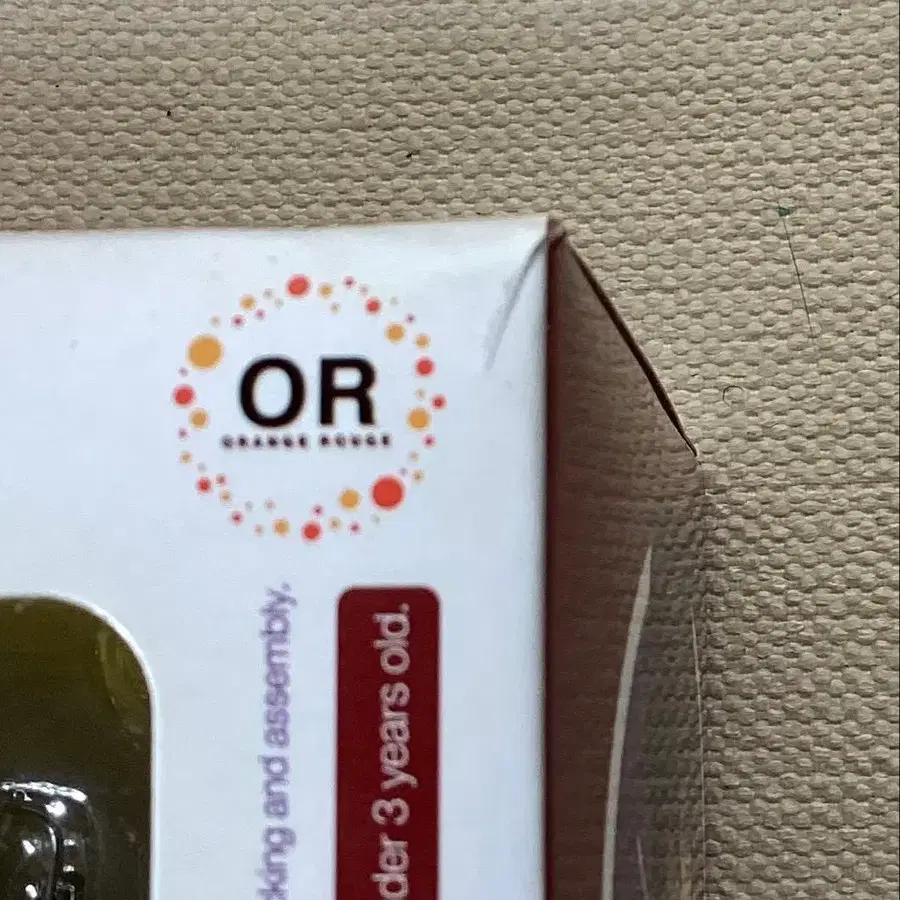 OR
ORANGE ROUGE
king and assembly.
der 3 years old.